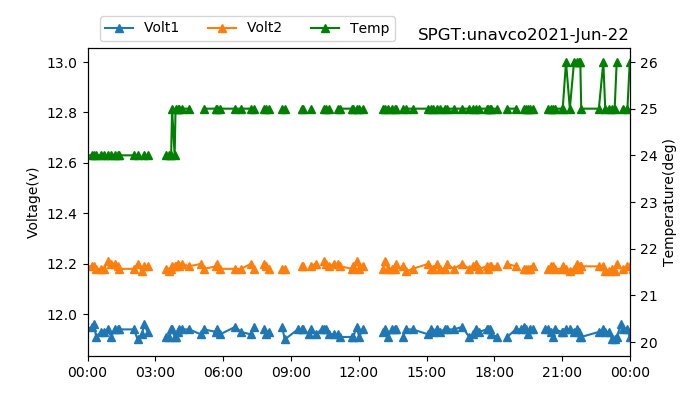 Volt1 Volt2 Temp
SPGT:unavco2021-Jun-22
13.0
12.8
12.6
12.4
12.2
12.0
Voltage(v)
26
25
24
23
22
21
20
Temperature(deg)
00:00 03:00 06:00 09:00 12:00 15:00 18:00 21:00 00:00